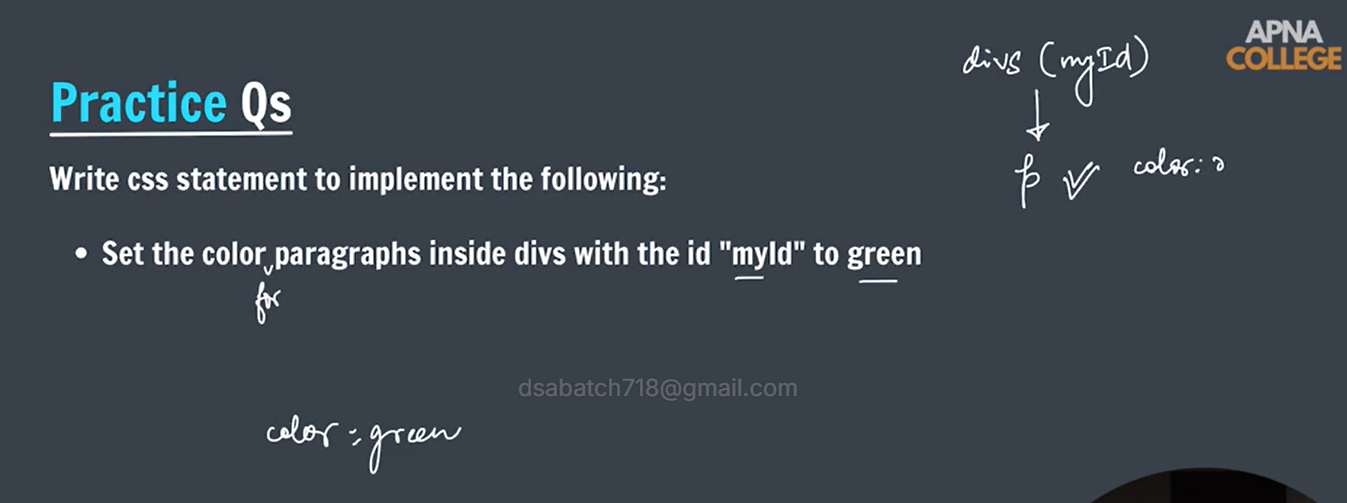 APNA
COLLEGE
divs (myId)
Practice Qs
p color:
Write css statement to implement the following:
• Set the color paragraphs inside divs with the id "myId" to green
for
dsabatch718@gmail.com
color : green